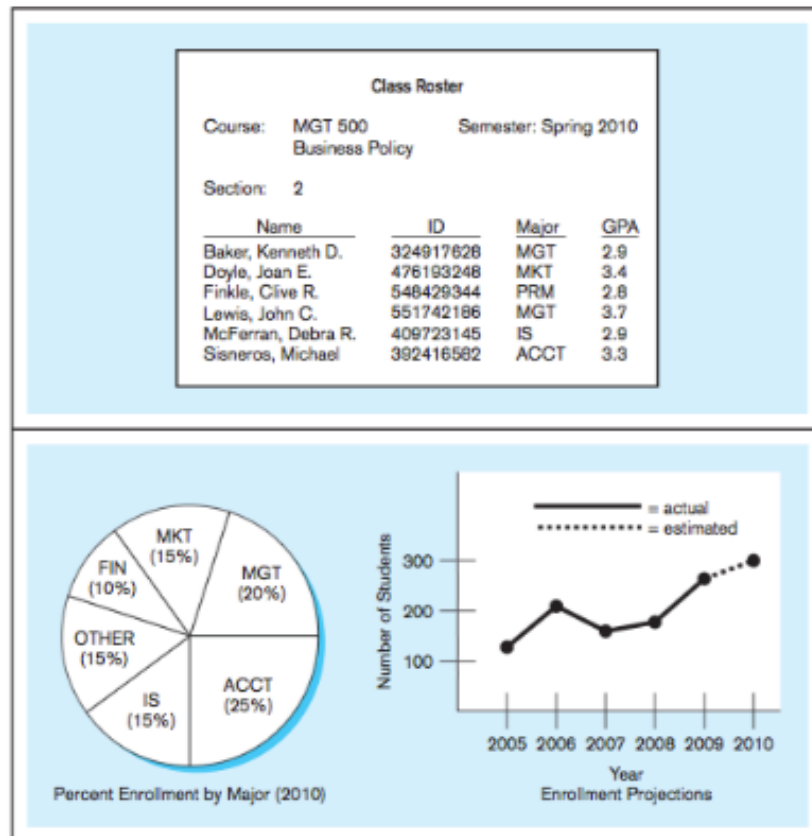 Class Roster
Course: MGT 500 Semester: Spring 2010
Business Policy
Section: 2
Name ID Major GPA
Baker, Kenneth D. 324917628 MGT 2.9
Doyle, Joan E. 476193248 MKT 3.4
Finkle, Clive R. 548429344 PRM 2.8
Lewis, John C. 551742186 MGT 3.7
McFerran, Debra R. 409723145 IS 2.9
Sisneros, Michael 392416582 ACCT 3.3
MKT
(15%)
FIN
(10%)
MGT
(20%)
OTHER
(15%)
IS
(15%)
ACCT
(25%)
Percent Enrollment by Major (2010)
= actual
= estimated
Number of Students
300
200
100
2005 2006 2007 2008 2009 2010
Year
Enrollment Projections